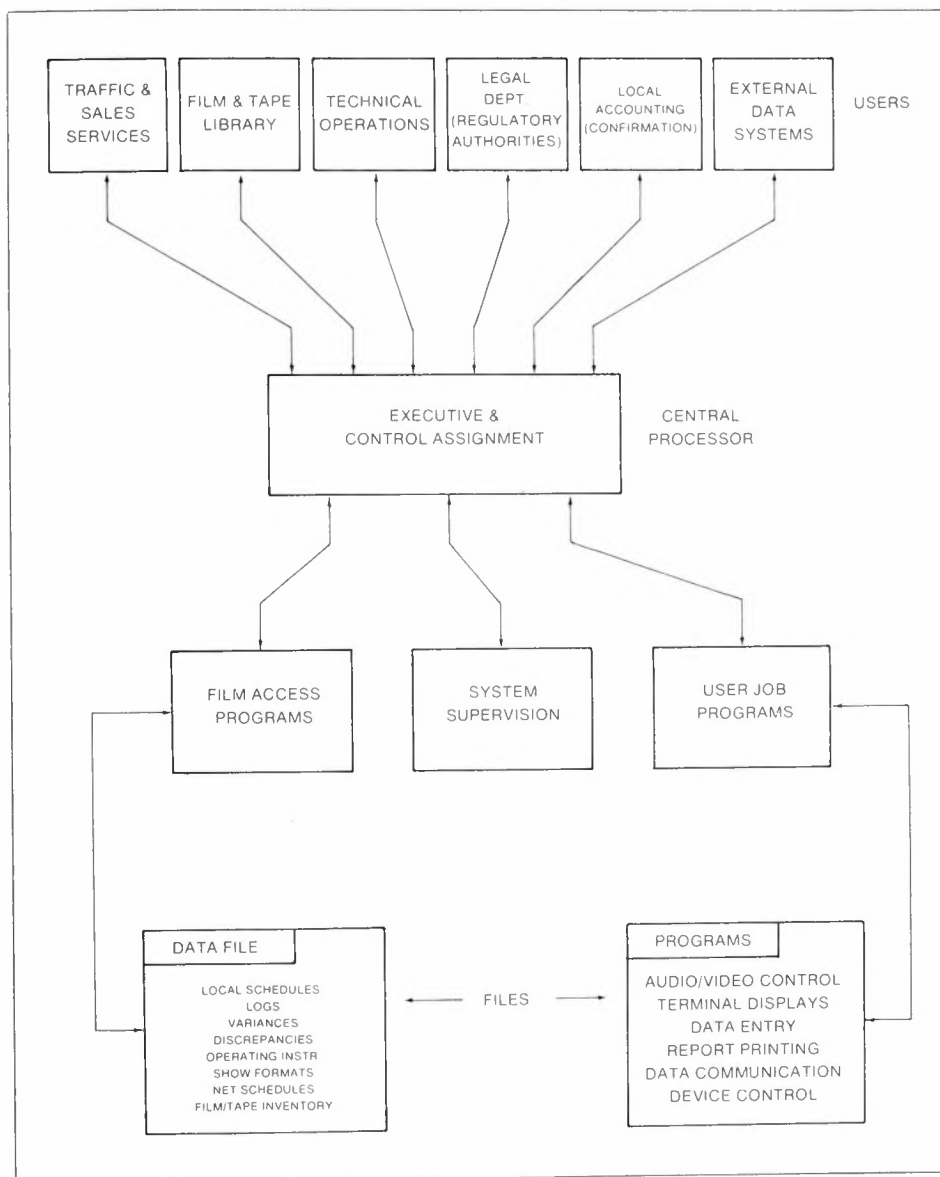 TRAFFIC &
SALES
SERVICES
FILM & TAPE
LIBRARY
TECHNICAL
OPERATIONS
LEGAL
DEPT.
(REGULATORY
AUTHORITIES)
LOCAL
ACCOUNTING
(CONFIRMATION)
EXTERNAL
DATA
SYSTEMS
USERS
EXECUTIVE &
CONTROL ASSIGNMENT
CENTRAL
PROCESSOR
FILM ACCESS
PROGRAMS
SYSTEM
SUPERVISION
USER JOB
PROGRAMS
DATA FILE
LOCAL SCHEDULES
LOGS
VARIANCES
DISCREPANCIES
OPERATING INSTR
SHOW FORMATS
NET SCHEDULES
FILM/TAPE INVENTORY
FILES
PROGRAMS
AUDIO/VIDEO CONTROL
TERMINAL DISPLAYS
DATA ENTRY
REPORT PRINTING
DATA COMMUNICATION
DEVICE CONTROL